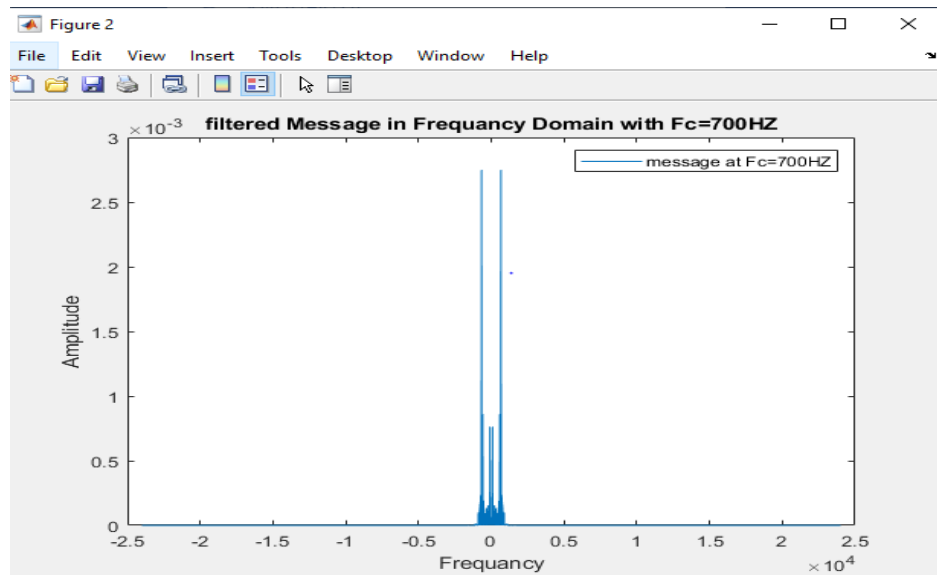 Figure 2
File Edit View Insert Tools Desktop Window Help
× 10-3 filtered Message in Frequancy Domain with Fc=700HZ
message at Fc=700HZ
3
2.5
2
1.5
1
0.5
0
Amplitude
-2.5 -2 -1.5 -1 -0.5 0 0.5 1 1.5 2 2.5
Frequancy
× 10 4